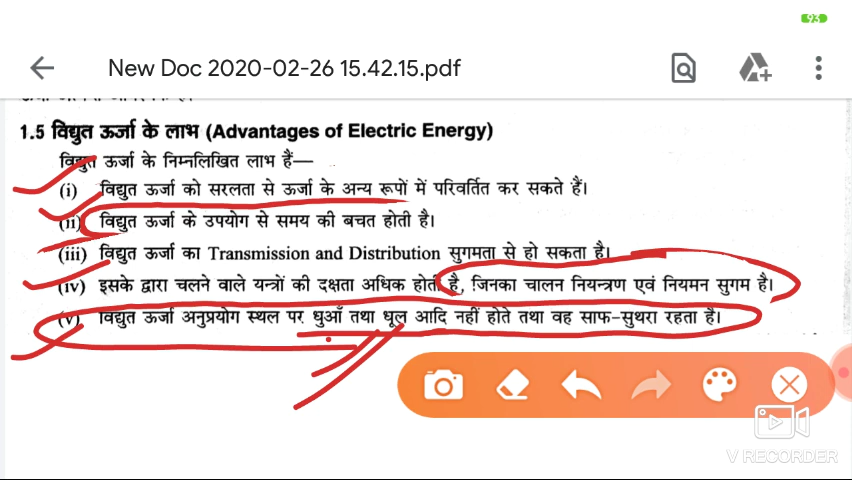 93
New Doc 2020-02-26 15.42.15.pdf
1.5 विद्युत ऊर्जा के लाभ (Advantages of Electric Energy)
विद्युत ऊर्जा के निम्नलिखित लाभ हैं—
(i) विद्युत ऊर्जा को सरलता से ऊर्जा के अन्य रूपों में परिवर्तित कर सकते हैं।
(ii) विद्युत ऊर्जा के उपयोग से समय की बचत होती है।
(iii) विद्युत ऊर्जा का Transmission and Distribution सुगमता से हो सकता है।
(iv) इसके द्वारा चलने वाले यन्त्रों की दक्षता अधिक होती है, जिनका चालन नियन्त्रण एवं नियमन सुगम है।
(v) विद्युत ऊर्जा अनुप्रयोग स्थल पर धुआँ तथा धूल आदि नहीं होते तथा वह साफ-सुथरा रहता है।
V RECORDER